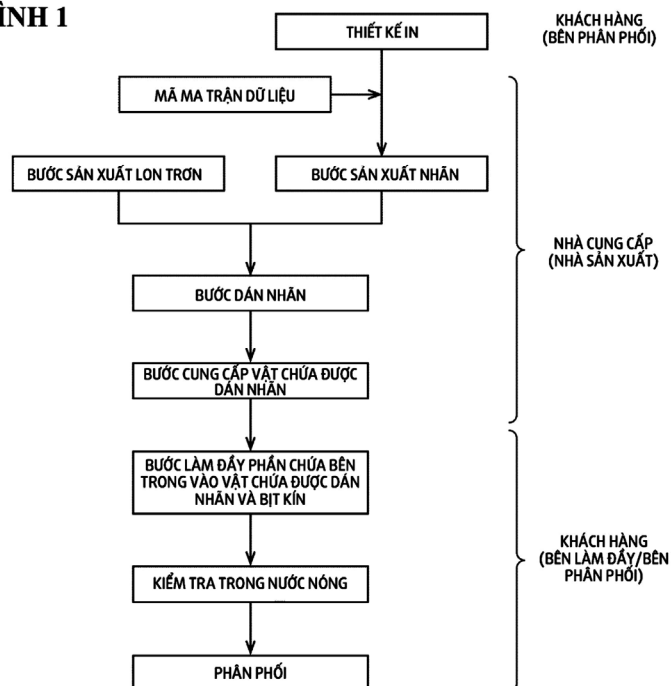 ÌNH 1
THIẾT KẾ IN
KHÁCH HÀNG
(BÊN PHÂN PHỐI)
MÃ MA TRẬN DỮ LIỆU
BƯỚC SẢN XUẤT LON TRƠN
BƯỚC SẢN XUẤT NHÃN
NHÀ CUNG CẤP
(NHÀ SẢN XUẤT)
BƯỚC DÁN NHÃN
BƯỚC CUNG CẤP VẬT CHỨA ĐƯỢC
DÁN NHÃN
BƯỚC LÀM ĐẦY PHẦN CHỨA BÊN
TRONG VÀO VẬT CHỨA ĐƯỢC DÁN
NHÃN VÀ BỊT KÍN
KHÁCH HÀNG
(BÊN LÀM ĐẦY/BÊN
PHÂN PHỐI)
KIỂM TRA TRONG NƯỚC NÓNG
PHÂN PHỐI